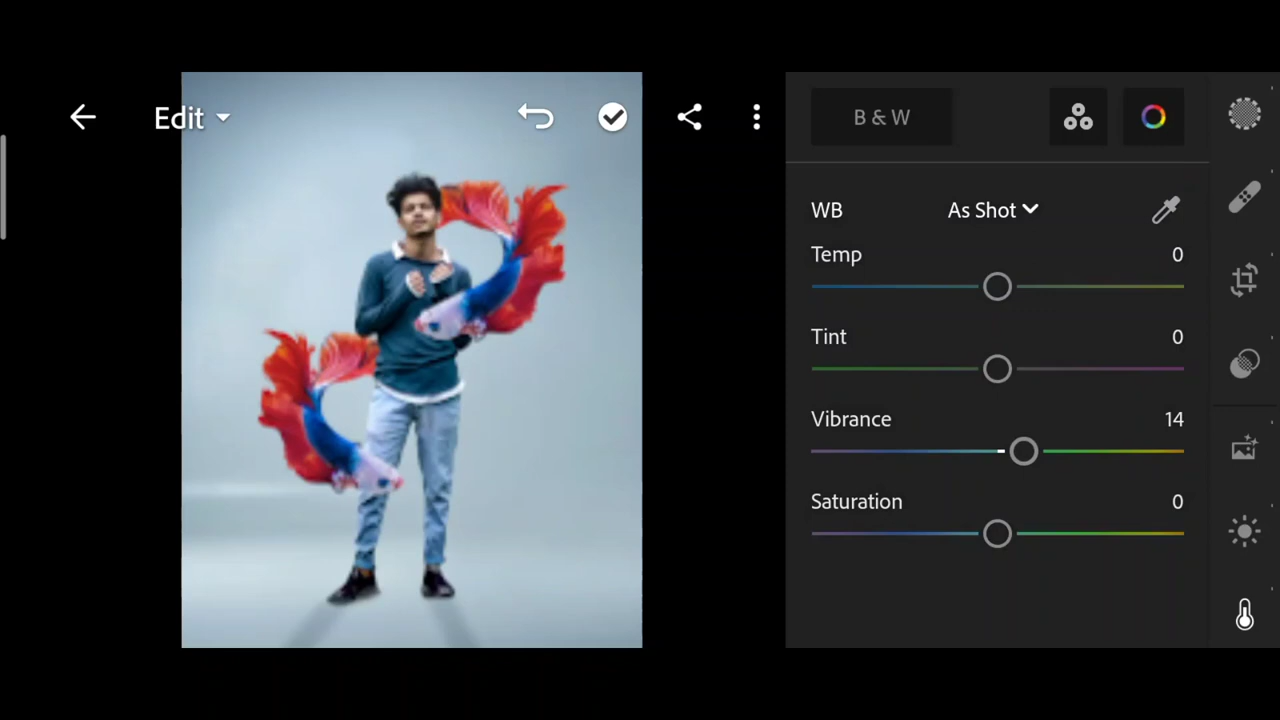 Edit
B & W
WB As Shot
Temp 0
Tint 0
Vibrance 14
Saturation 0